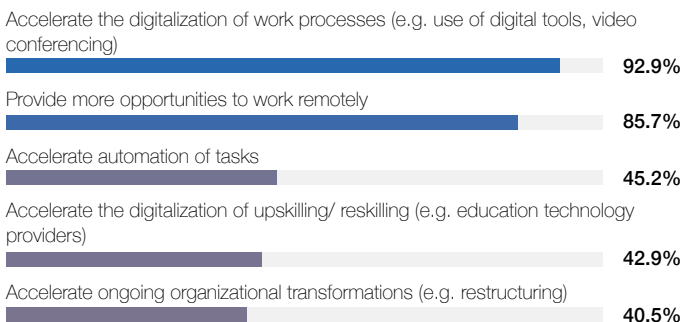 Accelerate the digitalization of work processes (e.g. use of digital tools, video
conferencing)
92.9%
Provide more opportunities to work remotely
85.7%
Accelerate automation of tasks
45.2%
Accelerate the digitalization of upskilling/ reskilling (e.g. education technology
providers)
42.9%
Accelerate ongoing organizational transformations (e.g. restructuring)
40.5%